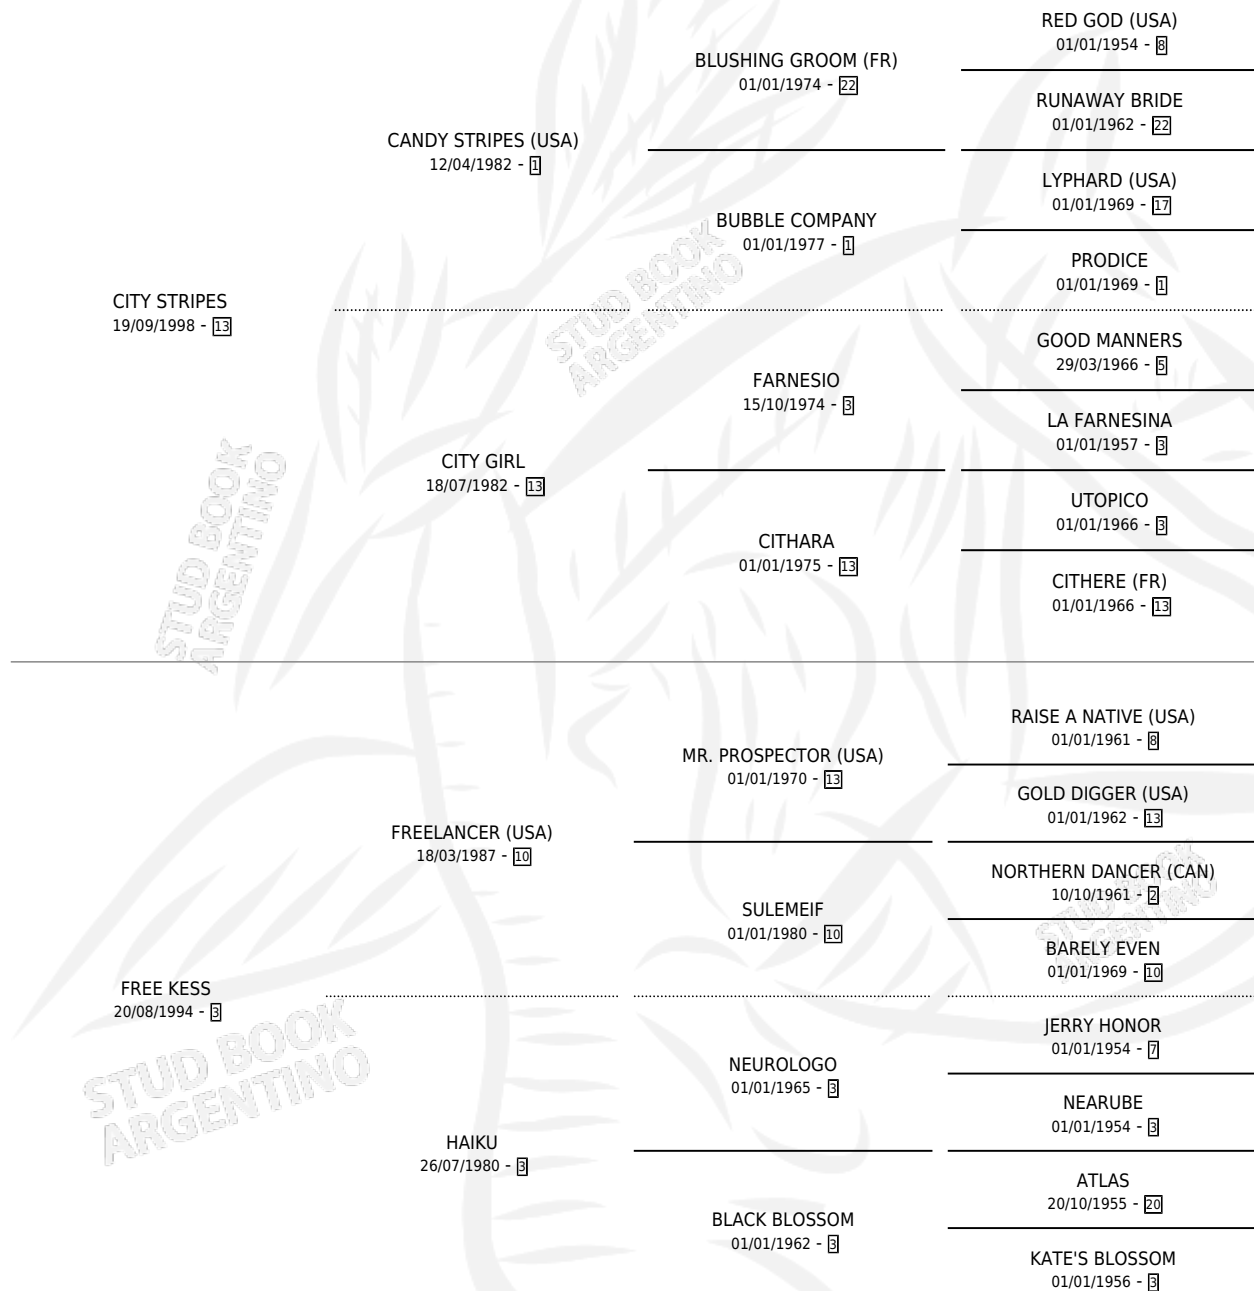 RED GOD (USA)
01/01/1954 - 8
BLUSHING GROOM (FR)
01/01/1974 - 22
RUNAWAY BRIDE
01/01/1962 - 22
CANDY STRIPES (USA)
12/04/1982 - 1
LYPHARD (USA)
01/01/1969 - 17
BUBBLE COMPANY
01/01/1977 - 1
PRODICE
01/01/1969 - 1
CITY STRIPES
19/09/1998 - 13
STUD BOOK
ARGENTINO
GOOD MANNERS
29/03/1966 - 5
FARNESIO
15/10/1974 - 3
LA FARNESINA
01/01/1957 - 3
CITY GIRL
18/07/1982 - 13
UTOPICO
01/01/1966 - 3
CITHARA
01/01/1975 - 13
CITHERE (FR)
01/01/1966 - 13
STUD BOOK
ARGENTINO
RAISE A NATIVE (USA)
01/01/1961 - 8
MR. PROSPECTOR (USA)
01/01/1970 - 13
GOLD DIGGER (USA)
01/01/1962 - 13
FREELANCER (USA)
18/03/1987 - 10
NORTHERN DANCER (CAN)
10/10/1961 - 2
SULEMEIF
01/01/1980 - 10
BARELY EVEN
01/01/1969 - 10
STUD BOOK
ARGENTINO
FREE KESS
20/08/1994 - 3
JERRY HONOR
01/01/1954 - 7
NEUROLOGO
01/01/1965 - 3
NEARUBE
01/01/1954 - 3
STUD BOOK
ARGENTINO
HAIKU
26/07/1980 - 3
ATLAS
20/10/1955 - 20
BLACK BLOSSOM
01/01/1962 - 3
KATE'S BLOSSOM
01/01/1956 - 3